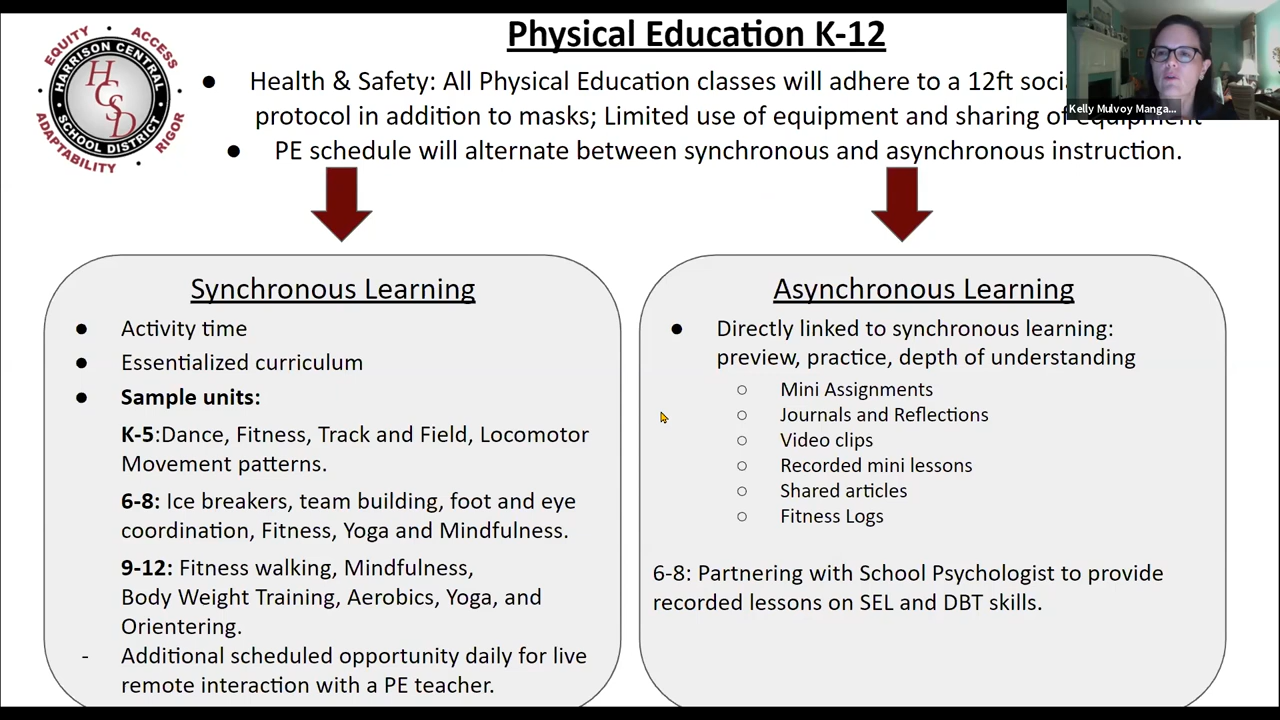 Physical Education K-12
EQUITY
ACCESS
HARRISON CENTRAL
HCSD
SCHOOL DISTRICT
ADAPTABILITY
RIGOR
● Health & Safety: All Physical Education classes will adhere to a 12ft
protocol in addition to masks; Limited use of equipment and sharing of equipment
● PE schedule will alternate between synchronous and asynchronous instruction.
Kelly Mulvoy Manga...
Synchronous Learning
● Activity time
● Essentialized curriculum
● Sample units:
K-5:Dance, Fitness, Track and Field, Locomotor
Movement patterns.
6-8: Ice breakers, team building, foot and eye
coordination, Fitness, Yoga and Mindfulness.
9-12: Fitness walking, Mindfulness,
Body Weight Training, Aerobics, Yoga, and
Orientering.
- Additional scheduled opportunity daily for live
remote interaction with a PE teacher.
Asynchronous Learning
● Directly linked to synchronous learning:
preview, practice, depth of understanding
○ Mini Assignments
○ Journals and Reflections
○ Video clips
○ Recorded mini lessons
○ Shared articles
○ Fitness Logs
6-8: Partnering with School Psychologist to provide
recorded lessons on SEL and DBT skills.